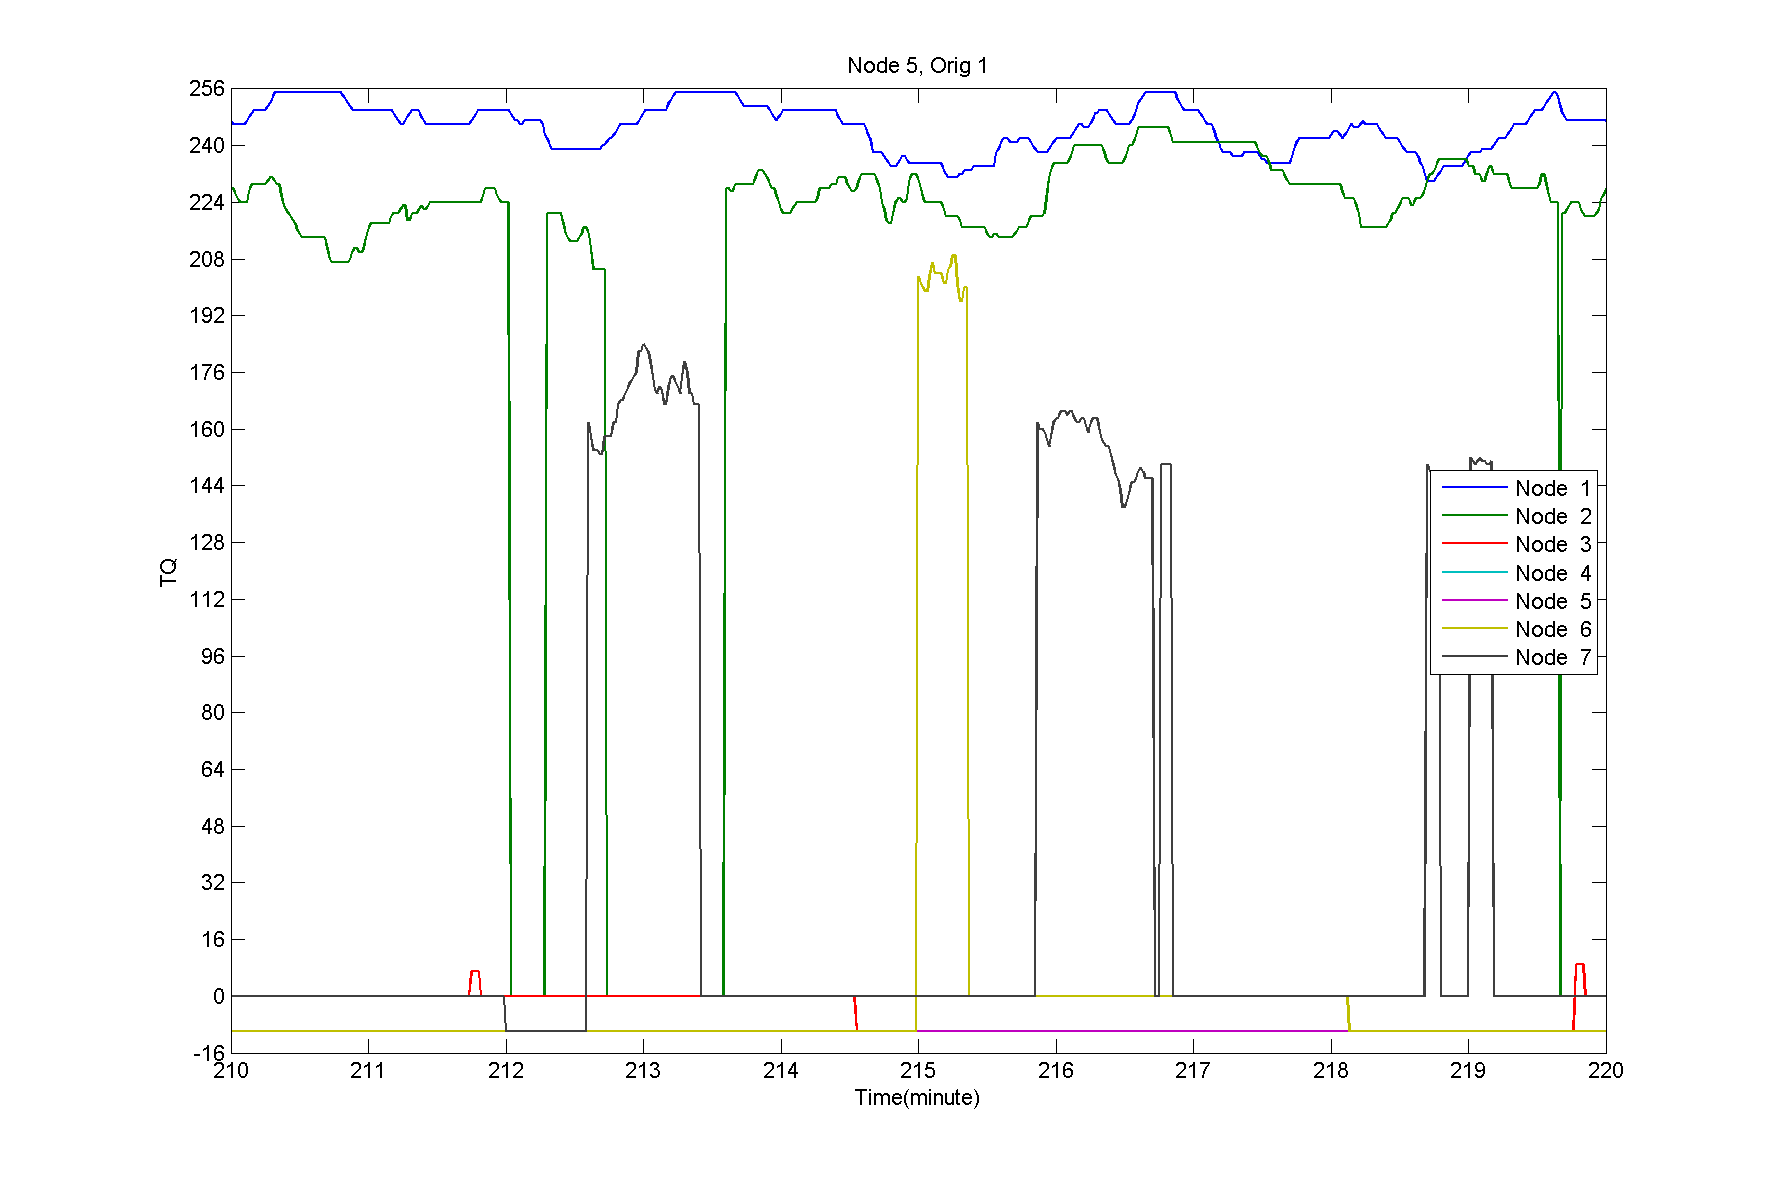 Node 5, Orig 1
256
240
224
208
192
176
160
144
128
112
96
80
64
48
32
16
0
-16
TQ
Node 1
Node 2
Node 3
Node 4
Node 5
Node 6
Node 7
210 211 212 213 214 215 216 217 218 219 220
Time(minute)